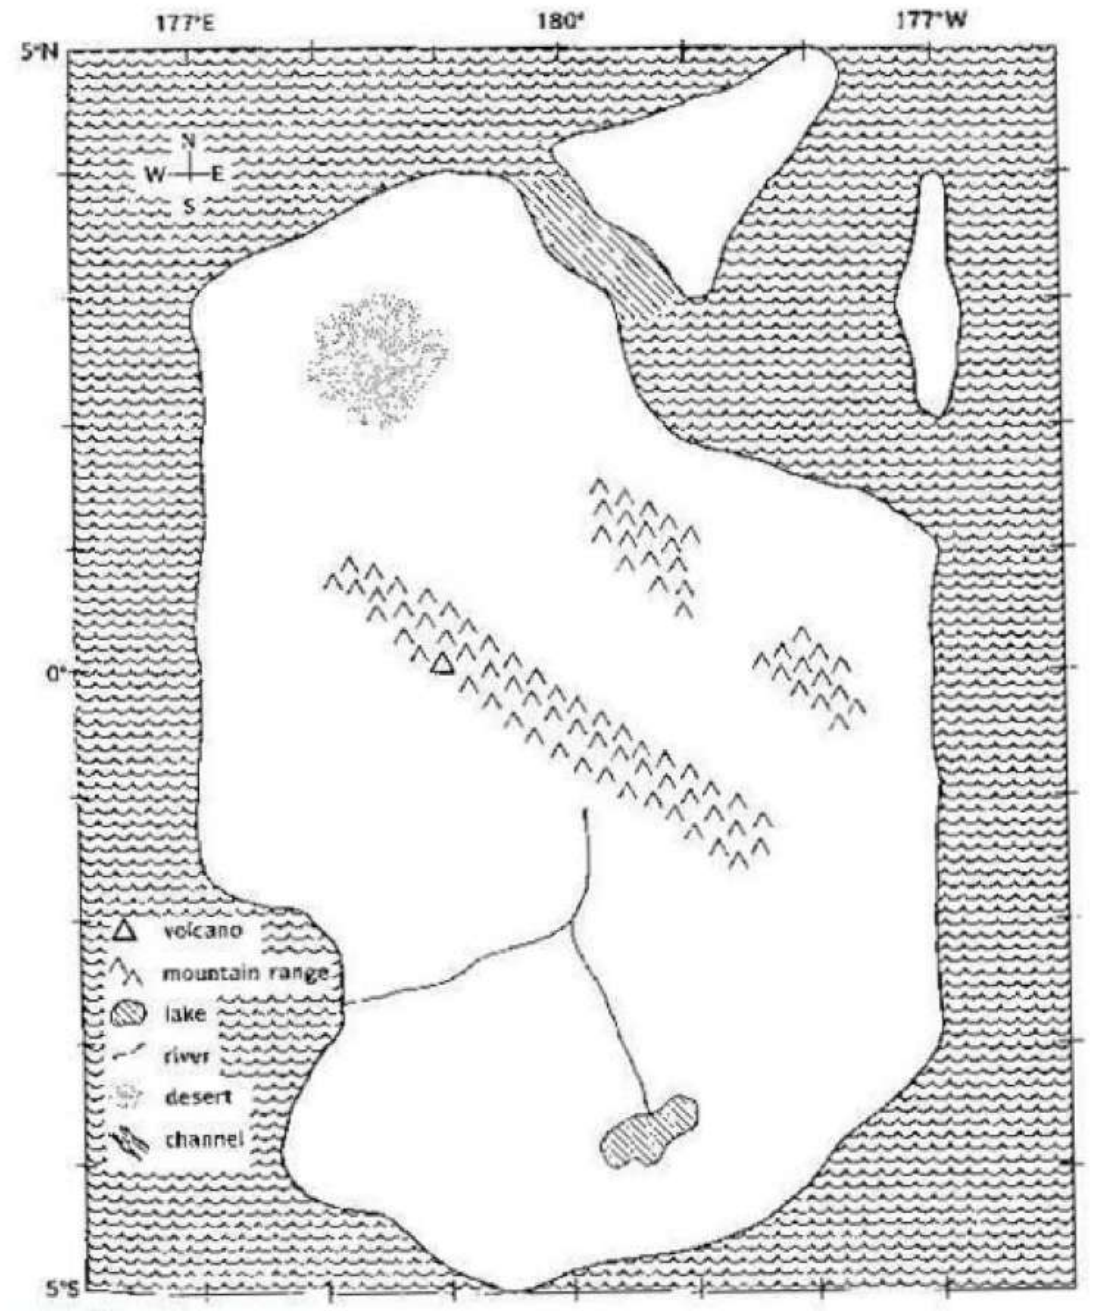 177°E 180° 177°W
5°N
N
W E
S
0°
volcano
mountain range
lake
river
desert
channel
5°S